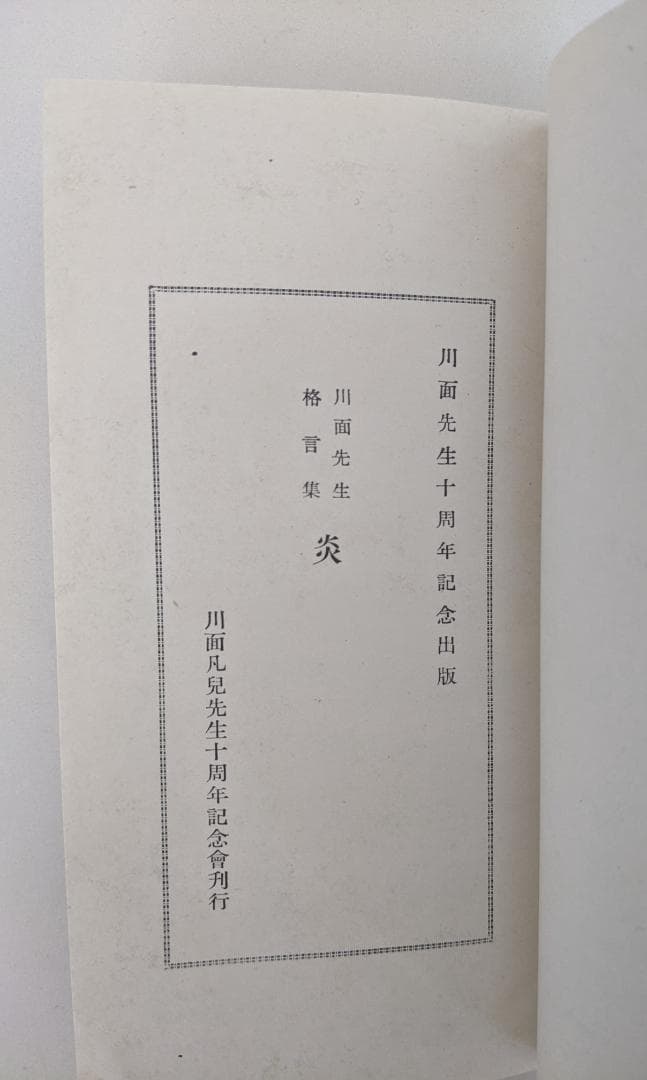 川面先生十周年記念出版
川面先生
格言集
炎
川面凡兒先生十周年記念會刊行